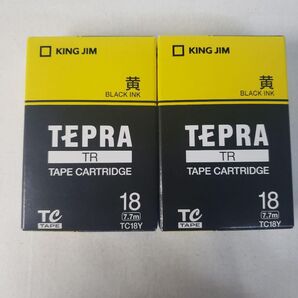 KING JIM
黄
BLACK INK
TEPRA
TR
TAPE CARTRIDGE
TC
TAPE
18
7.7m
TC18Y
KING JIM
黄
BLACK INK
TEPRA
TR
TAPE CARTRIDGE
TC
TAPE
18
7.7m
TC18Y